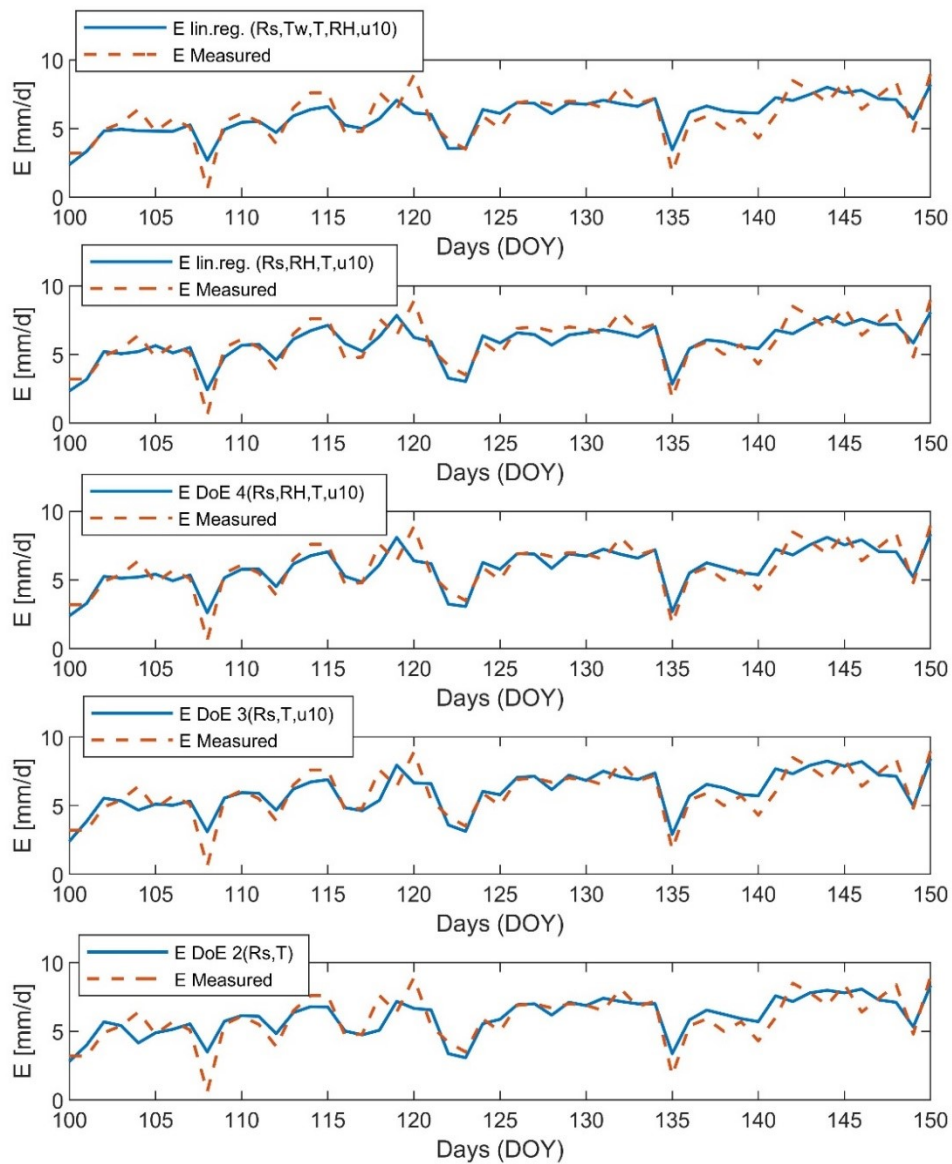 E lin.reg. (Rs,Tw,T,RH,u10)
E Measured
10
5
0
E [mm/d]
100 105 110 115 120 125 130 135 140 145 150
Days (DOY)
E lin.reg. (Rs,RH,T,u10)
E Measured
10
5
0
E [mm/d]
100 105 110 115 120 125 130 135 140 145 150
Days (DOY)
E DoE 4(Rs,RH,T,u10)
E Measured
10
5
0
E [mm/d]
100 105 110 115 120 125 130 135 140 145 150
Days (DOY)
E DoE 3(Rs,T,u10)
E Measured
10
5
0
E [mm/d]
100 105 110 115 120 125 130 135 140 145 150
Days (DOY)
E DoE 2(Rs,T)
E Measured
10
5
0
E [mm/d]
100 105 110 115 120 125 130 135 140 145 150
Days (DOY)